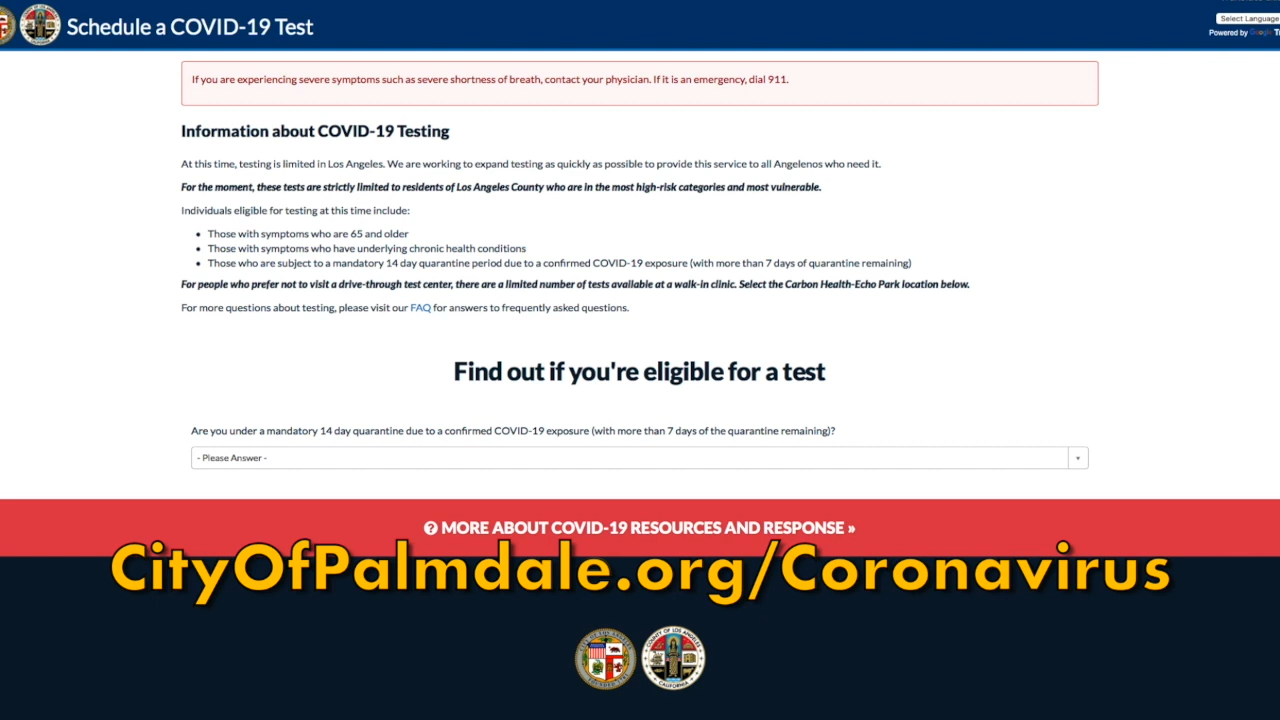 Schedule a COVID-19 Test
Select Language
Powered by Google
If you are experiencing severe symptoms such as severe shortness of breath, contact your physician. If it is an emergency, dial 911.
Information about COVID-19 Testing
At this time, testing is limited in Los Angeles. We are working to expand testing as quickly as possible to provide this service to all Angelenos who need it.
For the moment, these tests are strictly limited to residents of Los Angeles County who are in the most high-risk categories and most vulnerable.
Individuals eligible for testing at this time include:
• Those with symptoms who are 65 and older
• Those with symptoms who have underlying chronic health conditions
• Those who are subject to a mandatory 14 day quarantine period due to a confirmed COVID-19 exposure (with more than 7 days of quarantine remaining)
For people who prefer not to visit a drive-through test center, there are a limited number of tests available at a walk-in clinic. Select the Carbon Health-Echo Park location below.
For more questions about testing, please visit our FAQ for answers to frequently asked questions.
Find out if you're eligible for a test
Are you under a mandatory 14 day quarantine due to a confirmed COVID-19 exposure (with more than 7 days of the quarantine remaining)?
- Please Answer -
MORE ABOUT COVID-19 RESOURCES AND RESPONSE »
CityOfPalmdale.org/Coronavirus
COUNTY OF LOS ANGELES
CALIFORNIA